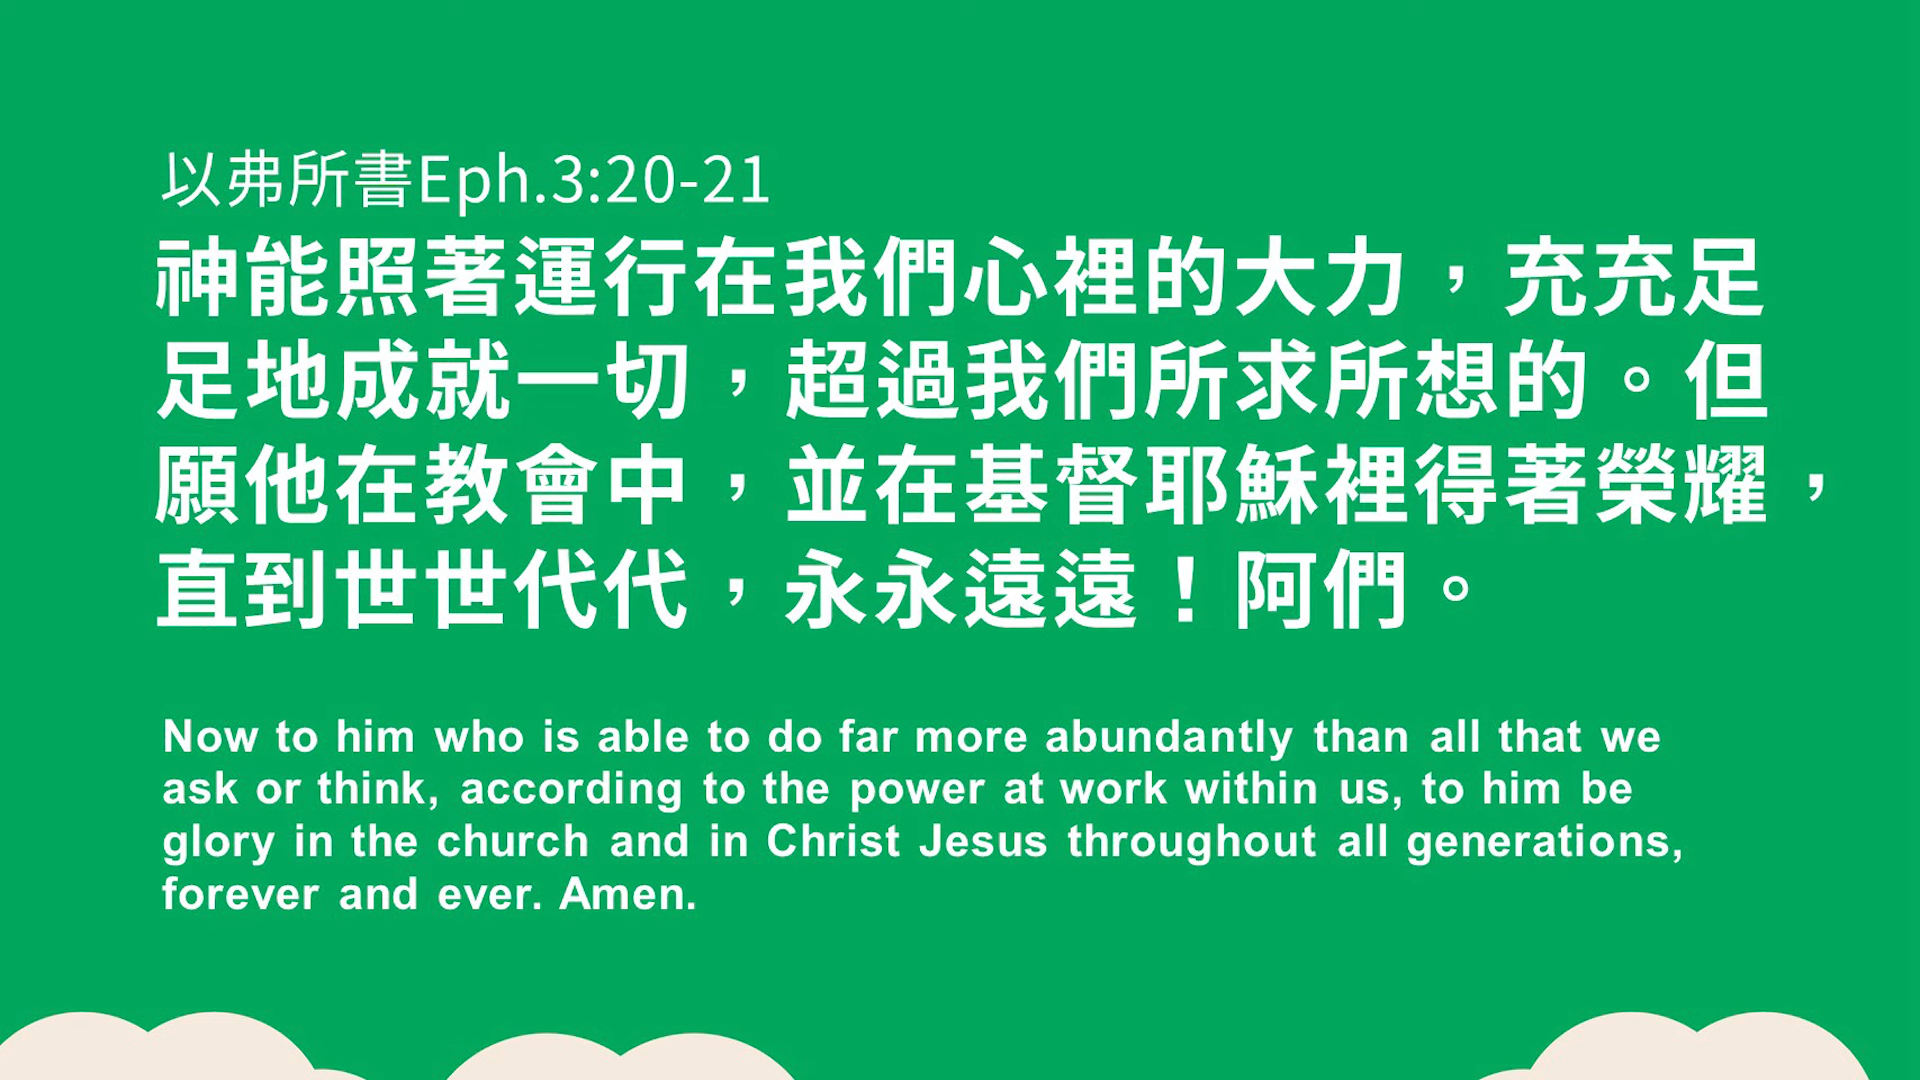 以弗所書Eph.3:20-21
神能照著運行在我們心裡的大力，充充足
足地成就一切，超過我們所求所想的。但
願他在教會中，並在基督耶穌裡得著榮耀，
直到世世代代，永永遠遠！阿們。
Now to him who is able to do far more abundantly than all that we
ask or think, according to the power at work within us, to him be
glory in the church and in Christ Jesus throughout all generations,
forever and ever. Amen.